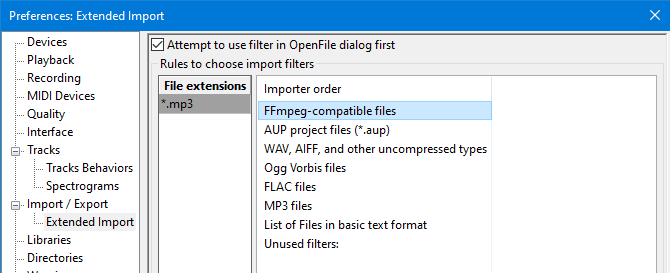 Preferences: Extended Import
Devices
Playback
Recording
MIDI Devices
Quality
Interface
Tracks
Tracks Behaviors
Spectrograms
Import / Export
Extended Import
Libraries
Directories
Attempt to use filter in OpenFile dialog first
Rules to choose import filters
File extensions
*.mp3
Importer order
FFmpeg-compatible files
AUP project files (*.aup)
WAV, AIFF, and other uncompressed types
Ogg Vorbis files
FLAC files
MP3 files
List of Files in basic text format
Unused filters: